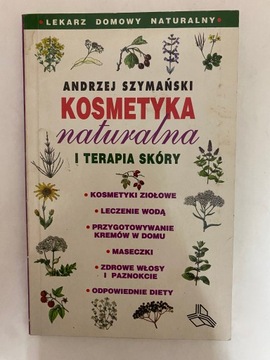 • LEKARZ DOMOWY NATURALNY •
ANDRZEJ SZYMAŃSKI
KOSMETYKA
naturalna
I TERAPIA SKÓRY
• KOSMETYKI ZIOŁOWE
• LECZENIE WODĄ
• PRZYGOTOWYWANIE
KREMÓW W DOMU
• MASECZKI
• ZDROWE WŁOSY
I PAZNOKCIE
• ODPOWIEDNIE DIETY